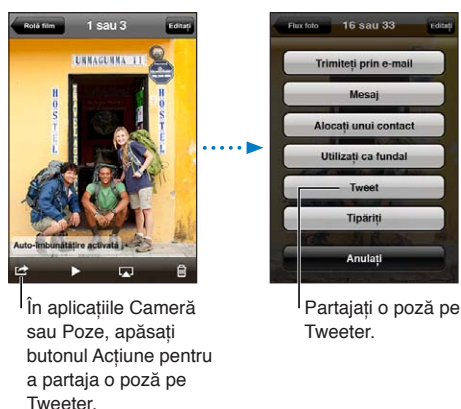 Rolă film
1 sau 3
Editați
UMMAGUMMA II
HOSTEL
HOSTEL
Auto-îmbunătățire activată
Flux foto
16 sau 33
Editați
Trimiteți prin e-mail
Mesaj
Alocați unui contact
Utilizați ca fundal
Tweet
Tipăriți
Anulați
În aplicațiile Cameră
sau Poze, apăsați
butonul Acțiune pentru
a partaja o poză pe
Tweeter.
Partajați o poză pe
Tweeter.